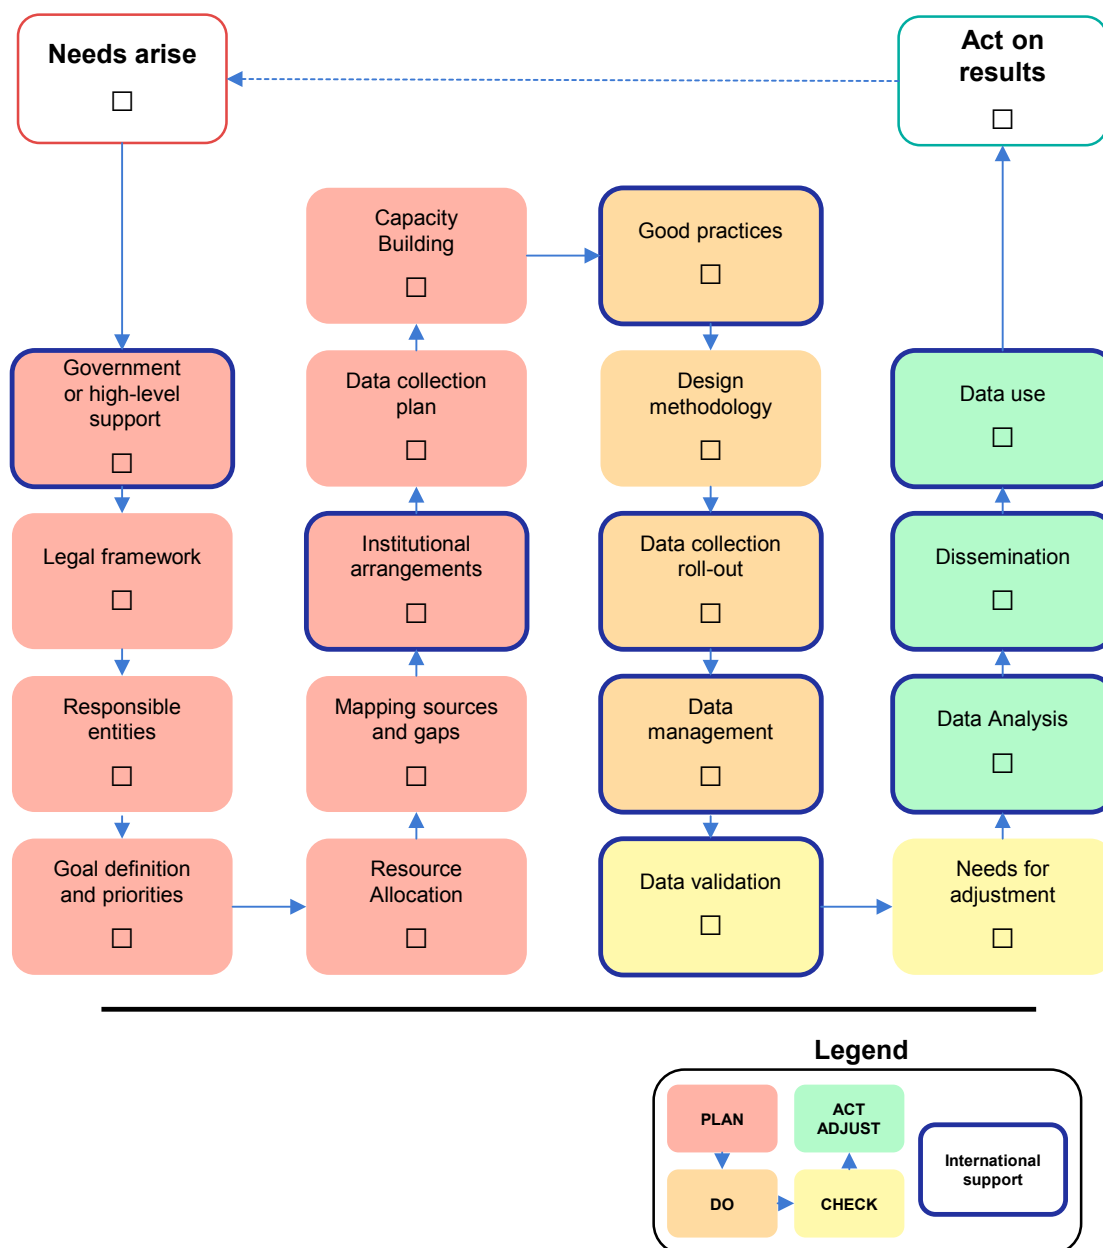 Needs arise
☐
Act on
results
☐
Capacity
Building
☐
Good practices
☐
Government
or high-level
support
☐
Data collection
plan
☐
Design
methodology
☐
Data use
☐
Legal framework
☐
Institutional
arrangements
☐
Data collection
roll-out
☐
Dissemination
☐
Responsible
entities
☐
Mapping sources
and gaps
☐
Data
management
☐
Data Analysis
☐
Goal definition
and priorities
☐
Resource
Allocation
☐
Data validation
☐
Needs for
adjustment
☐
Legend
PLAN
ACT
ADJUST
International
support
DO
CHECK